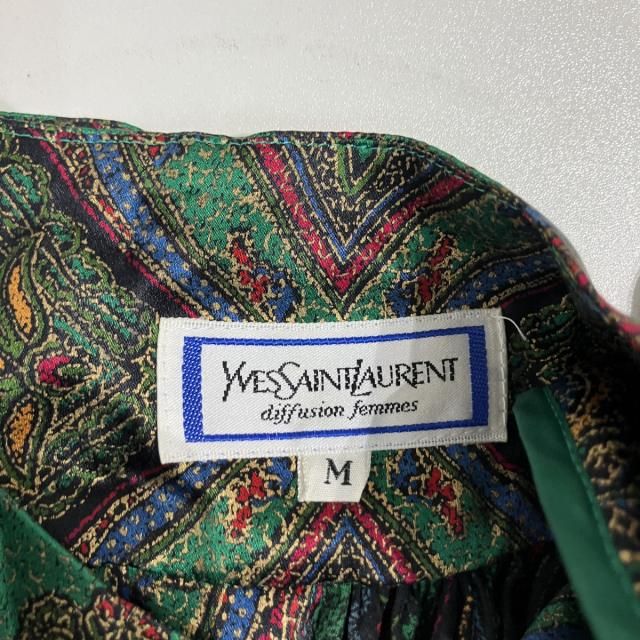 YVESSAINTLAURENT
diffusion femmes
M